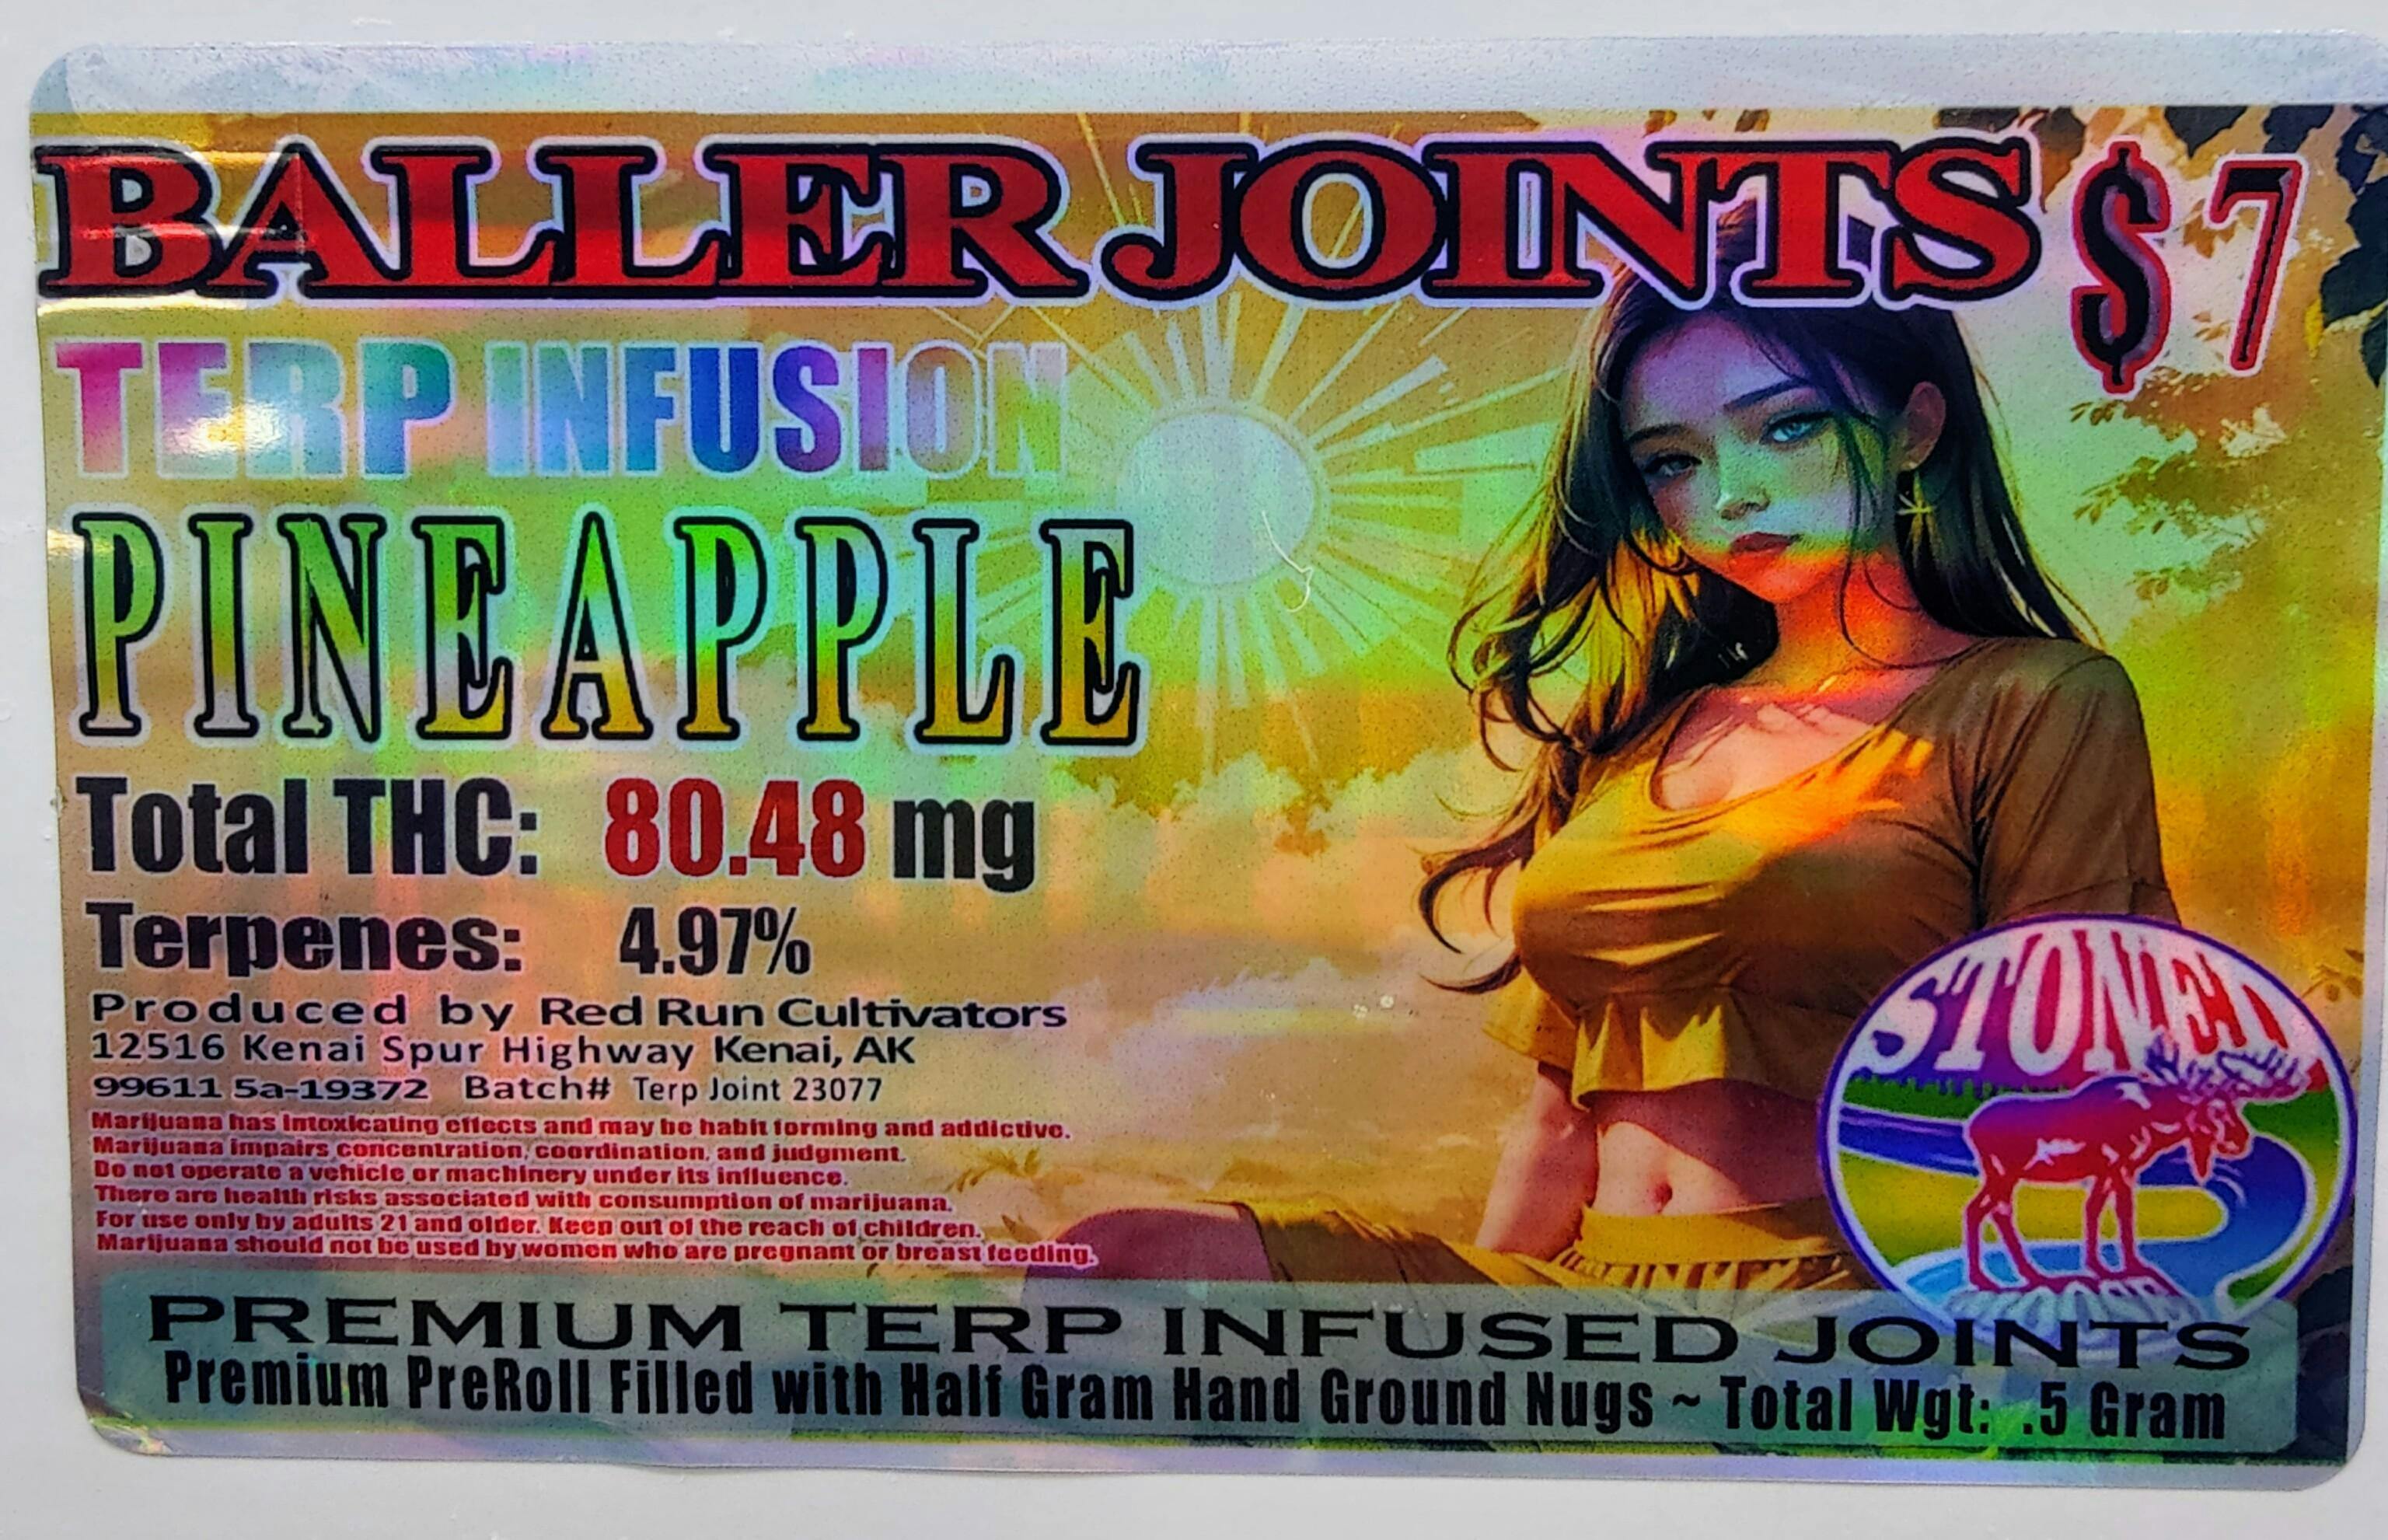 BALLER JOINTS $7
TERP INFUSION
PINEAPPLE
Total THC: 80.48 mg
Terpenes: 4.97%
Produced by Red Run Cultivators
12516 Kenai Spur Highway Kenai, AK
99611 5a-19372 Batch# Terp Joint 23077
Marijuana has intoxicating effects and may be habit forming and addictive.
Marijuana impairs concentration, coordination, and judgment.
Do not operate a vehicle or machinery under its influence.
There are health risks associated with consumption of marijuana.
For use only by adults 21 and older. Keep out of the reach of children.
Marijuana should not be used by women who are pregnant or breast feeding.
STONED
MOOSE
PREMIUM TERP INFUSED JOINTS
Premium PreRoll Filled with Half Gram Hand Ground Nugs ~ Total Wgt: .5 Gram